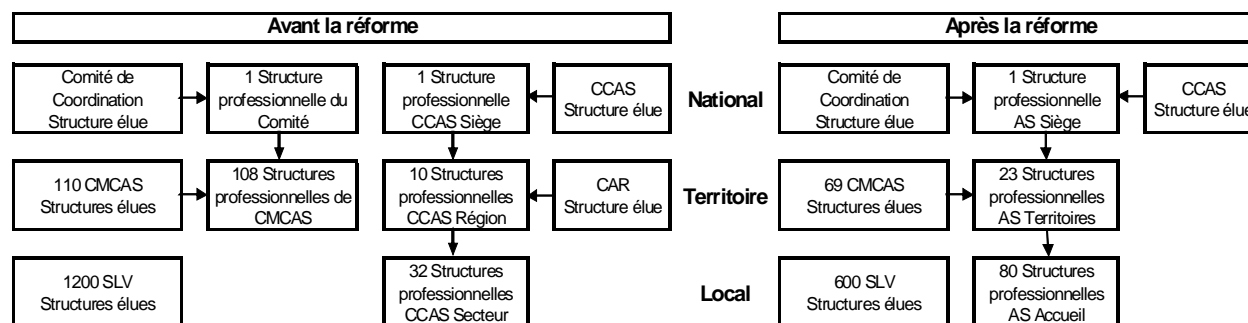 Avant la réforme
Après la réforme
Comité de
Coordination
Structure élue
1 Structure
professionnelle du
Comité
1 Structure
professionnelle
CCAS Siège
CCAS
Structure élue
National
Comité de
Coordination
Structure élue
1 Structure
professionnelle
AS Siège
CCAS
Structure élue
110 CMCAS
Structures élues
108 Structures
professionnelles de
CMCAS
10 Structures
professionnelles
CCAS Région
CAR
Structure élue
Territoire
69 CMCAS
Structures élues
23 Structures
professionnelles
AS Territoires
1200 SLV
Structures élues
32 Structures
professionnelles
CCAS Secteur
Local
600 SLV
Structures élues
80 Structures
professionnelles
AS Accueil